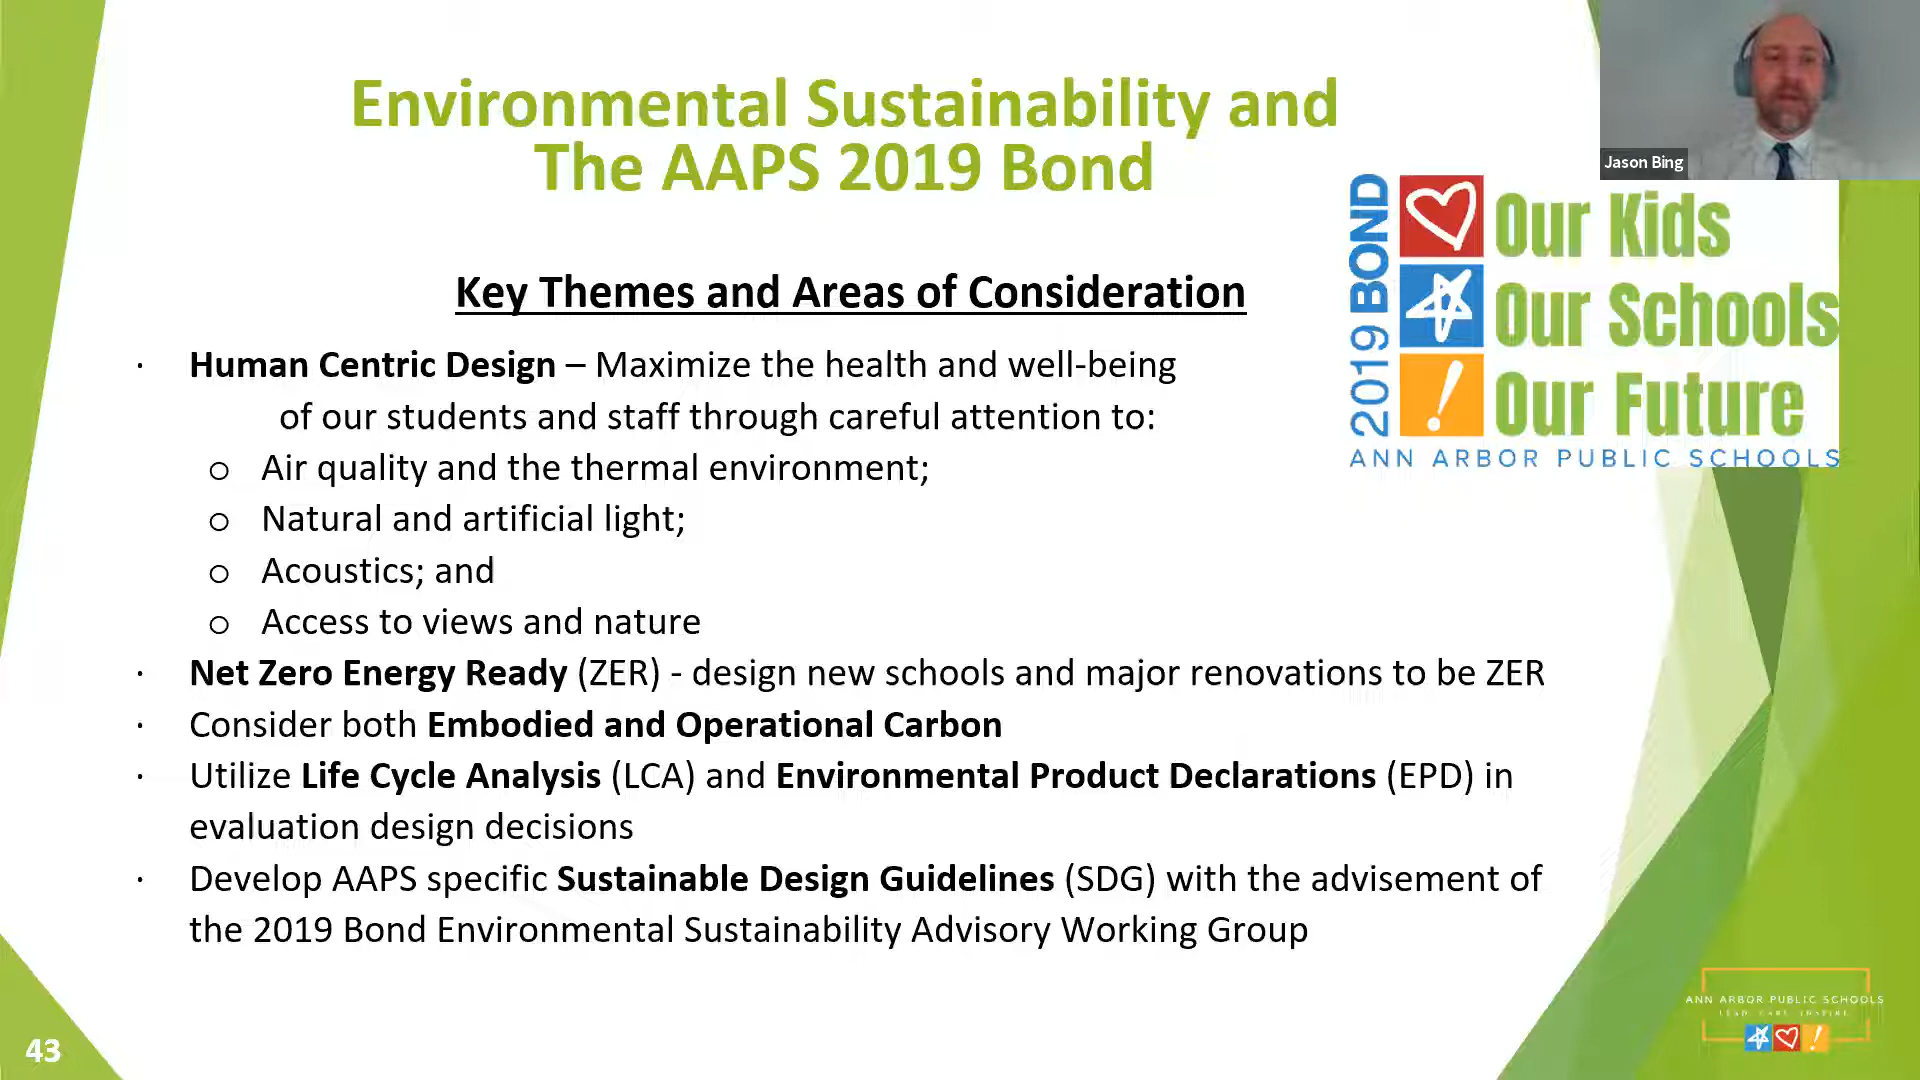 Environmental Sustainability and
The AAPS 2019 Bond
Jason Bing
2019 BOND
Our Kids
Our Schools
Our Future
ANN ARBOR PUBLIC SCHOOLS
Key Themes and Areas of Consideration
· Human Centric Design – Maximize the health and well-being
of our students and staff through careful attention to:
o Air quality and the thermal environment;
o Natural and artificial light;
o Acoustics; and
o Access to views and nature
· Net Zero Energy Ready (ZER) - design new schools and major renovations to be ZER
· Consider both Embodied and Operational Carbon
· Utilize Life Cycle Analysis (LCA) and Environmental Product Declarations (EPD) in
evaluation design decisions
· Develop AAPS specific Sustainable Design Guidelines (SDG) with the advisement of
the 2019 Bond Environmental Sustainability Advisory Working Group
ANN ARBOR PUBLIC SCHOOLS
LEAD. CARE. INSPIRE.
43